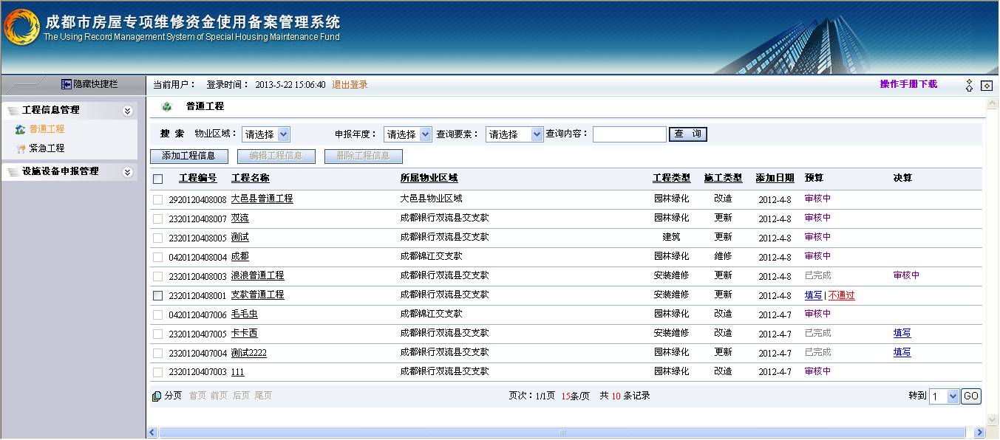 成都市房屋专项维修资金使用备案管理系统
The Using Record Management System of Special Housing Maintenance Fund
隐藏快捷栏
当前用户： 登录时间： 2013-5-22 15:06:40 退出登录 操作手册下载
工程信息管理
普通工程
紧急工程
设施设备申报管理
普通工程
搜 索 物业区域： 请选择 申报年度： 请选择 查询要素： 请选择 查询内容： 查 询
添加工程信息 编辑工程信息 删除工程信息
工程编号 工程名称 所属物业区域 工程类型 施工类型 添加日期 预算 决算
2920120408008 大邑县普通工程 大邑县物业区域 园林绿化 改造 2012-4-8 审核中
2320120408007 双流 成都银行双流县交支款 园林绿化 更新 2012-4-8 审核中
2320120408005 测试 成都银行双流县交支款 建筑 更新 2012-4-8 审核中
0420120408004 成都 成都锦江交支款 园林绿化 维修 2012-4-8 审核中
2320120408003 浪浪普通工程 成都银行双流县交支款 安装维修 更新 2012-4-8 已完成 审核中
2320120408001 支款普通工程 成都银行双流县交支款 安装维修 更新 2012-4-8 填写 | 不通过
0420120407006 毛毛虫 成都锦江交支款 园林绿化 改造 2012-4-7 审核中
2320120407005 卡卡西 成都银行双流县交支款 安装维修 改造 2012-4-7 已完成 填写
2320120407004 测试2222 成都银行双流县交支款 园林绿化 更新 2012-4-7 已完成 填写
2320120407003 111 成都银行双流县交支款 园林绿化 改造 2012-4-7 审核中
分页 首页 前页 后页 尾页 页次：1/1页 15条/页 共 10 条记录 转到 1 GO